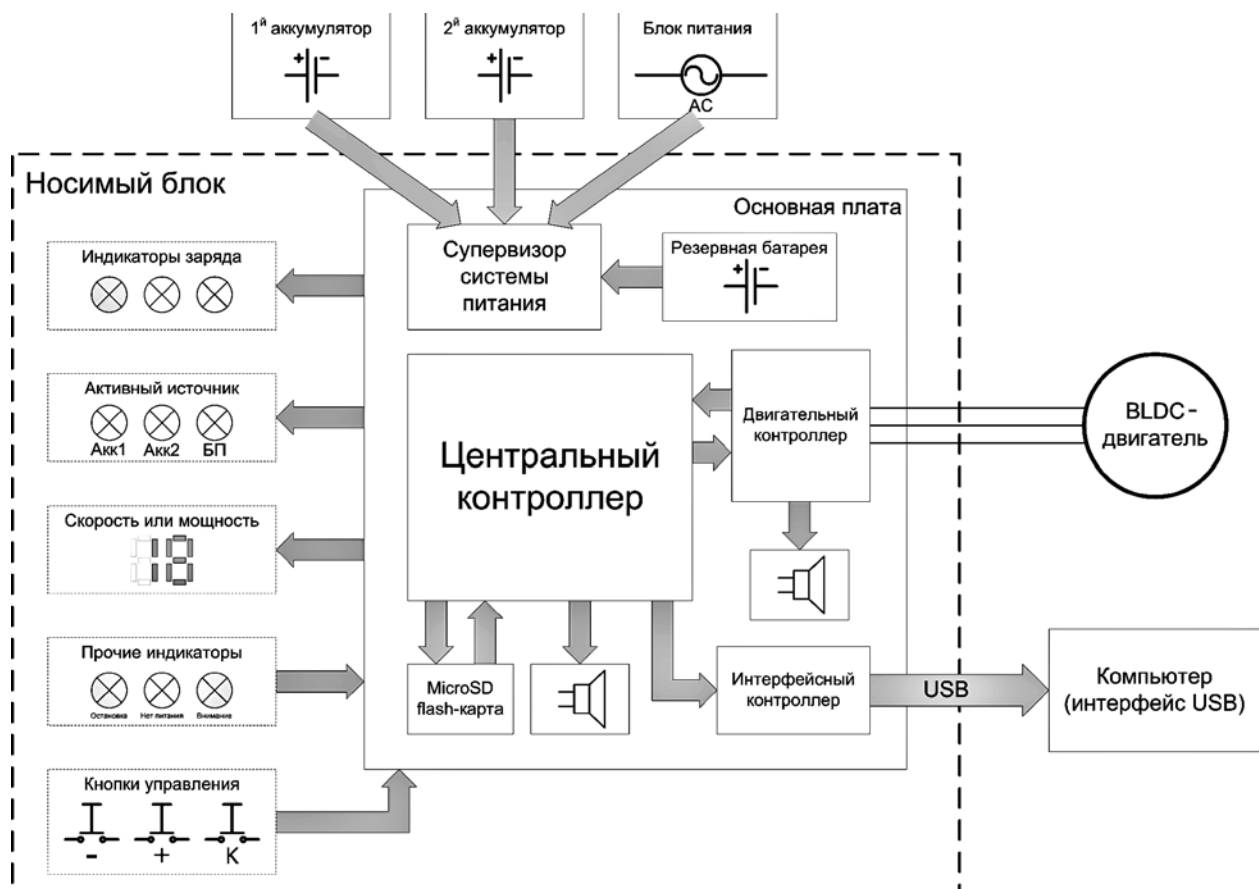 1й аккумулятор
2й аккумулятор
Блок питания
+ -
+ -
AC
Носимый блок
Основная плата
Индикаторы заряда
Супервизор
системы
питания
Резервная батарея
+ -
Активный источник
Акк1 Акк2 БП
Центральный
контроллер
Двигательный
контроллер
BLDC-
двигатель
Скорость или мощность
18
Прочие индикаторы
Остановка Нет питания Внимание
MicroSD
flash-карта
Интерфейсный
контроллер
USB
Компьютер
(интерфейс USB)
Кнопки управления
- + К